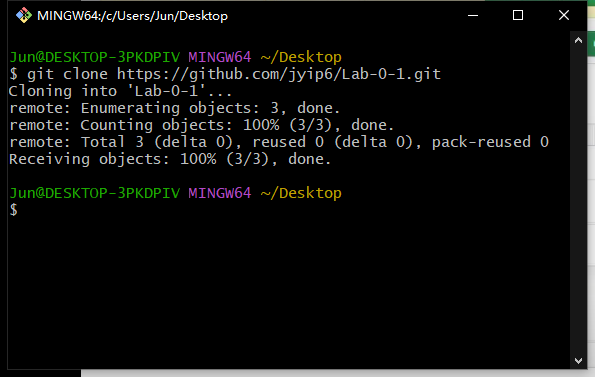 MINGW64:/c/Users/Jun/Desktop
Jun@DESKTOP-3PKDPIV MINGW64 ~/Desktop
$ git clone https://github.com/jyip6/Lab-0-1.git
Cloning into 'Lab-0-1'...
remote: Enumerating objects: 3, done.
remote: Counting objects: 100% (3/3), done.
remote: Total 3 (delta 0), reused 0 (delta 0), pack-reused 0
Receiving objects: 100% (3/3), done.
Jun@DESKTOP-3PKDPIV MINGW64 ~/Desktop
$